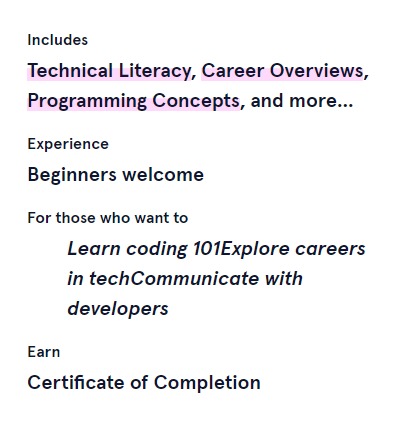 Includes
Technical Literacy, Career Overviews,
Programming Concepts, and more...
Experience
Beginners welcome
For those who want to
Learn coding 101Explore careers
in techCommunicate with
developers
Earn
Certificate of Completion